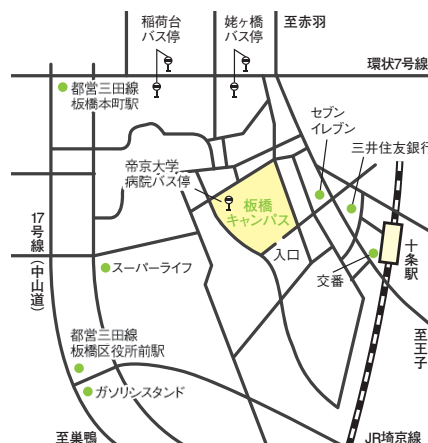 稲荷台
バス停
姥ヶ橋
バス停
至赤羽
環状7号線
都営三田線
板橋本町駅
セブン
イレブン
三井住友銀行
帝京大学
病院バス停
板橋
キャンパス
17号線(中山道)
入口
十条駅
スーパーライフ
交番
至王子
都営三田線
板橋区役所前駅
ガソリンスタンド
至巣鴨
JR埼京線